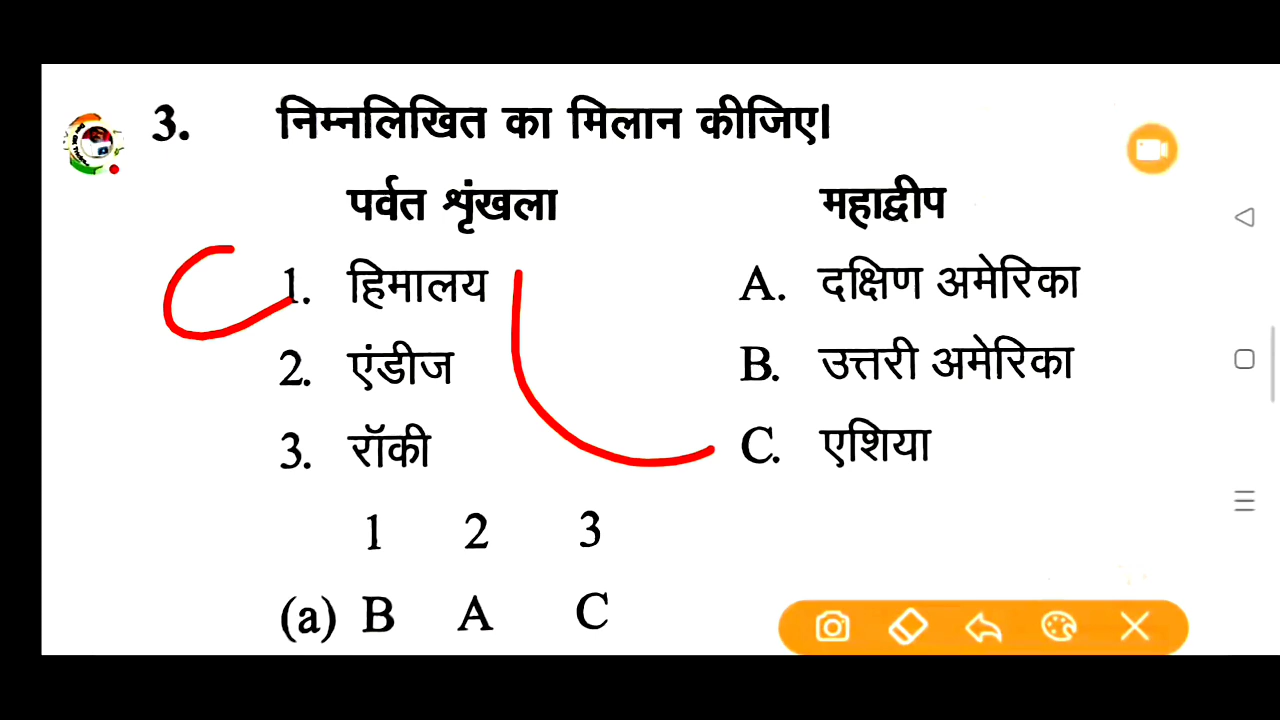 3. निम्नलिखित का मिलान कीजिए।
पर्वत शृंखला महाद्वीप
1. हिमालय A. दक्षिण अमेरिका
2. एंडीज B. उत्तरी अमेरिका
3. रॉकी C. एशिया
1 2 3
(a) B A C